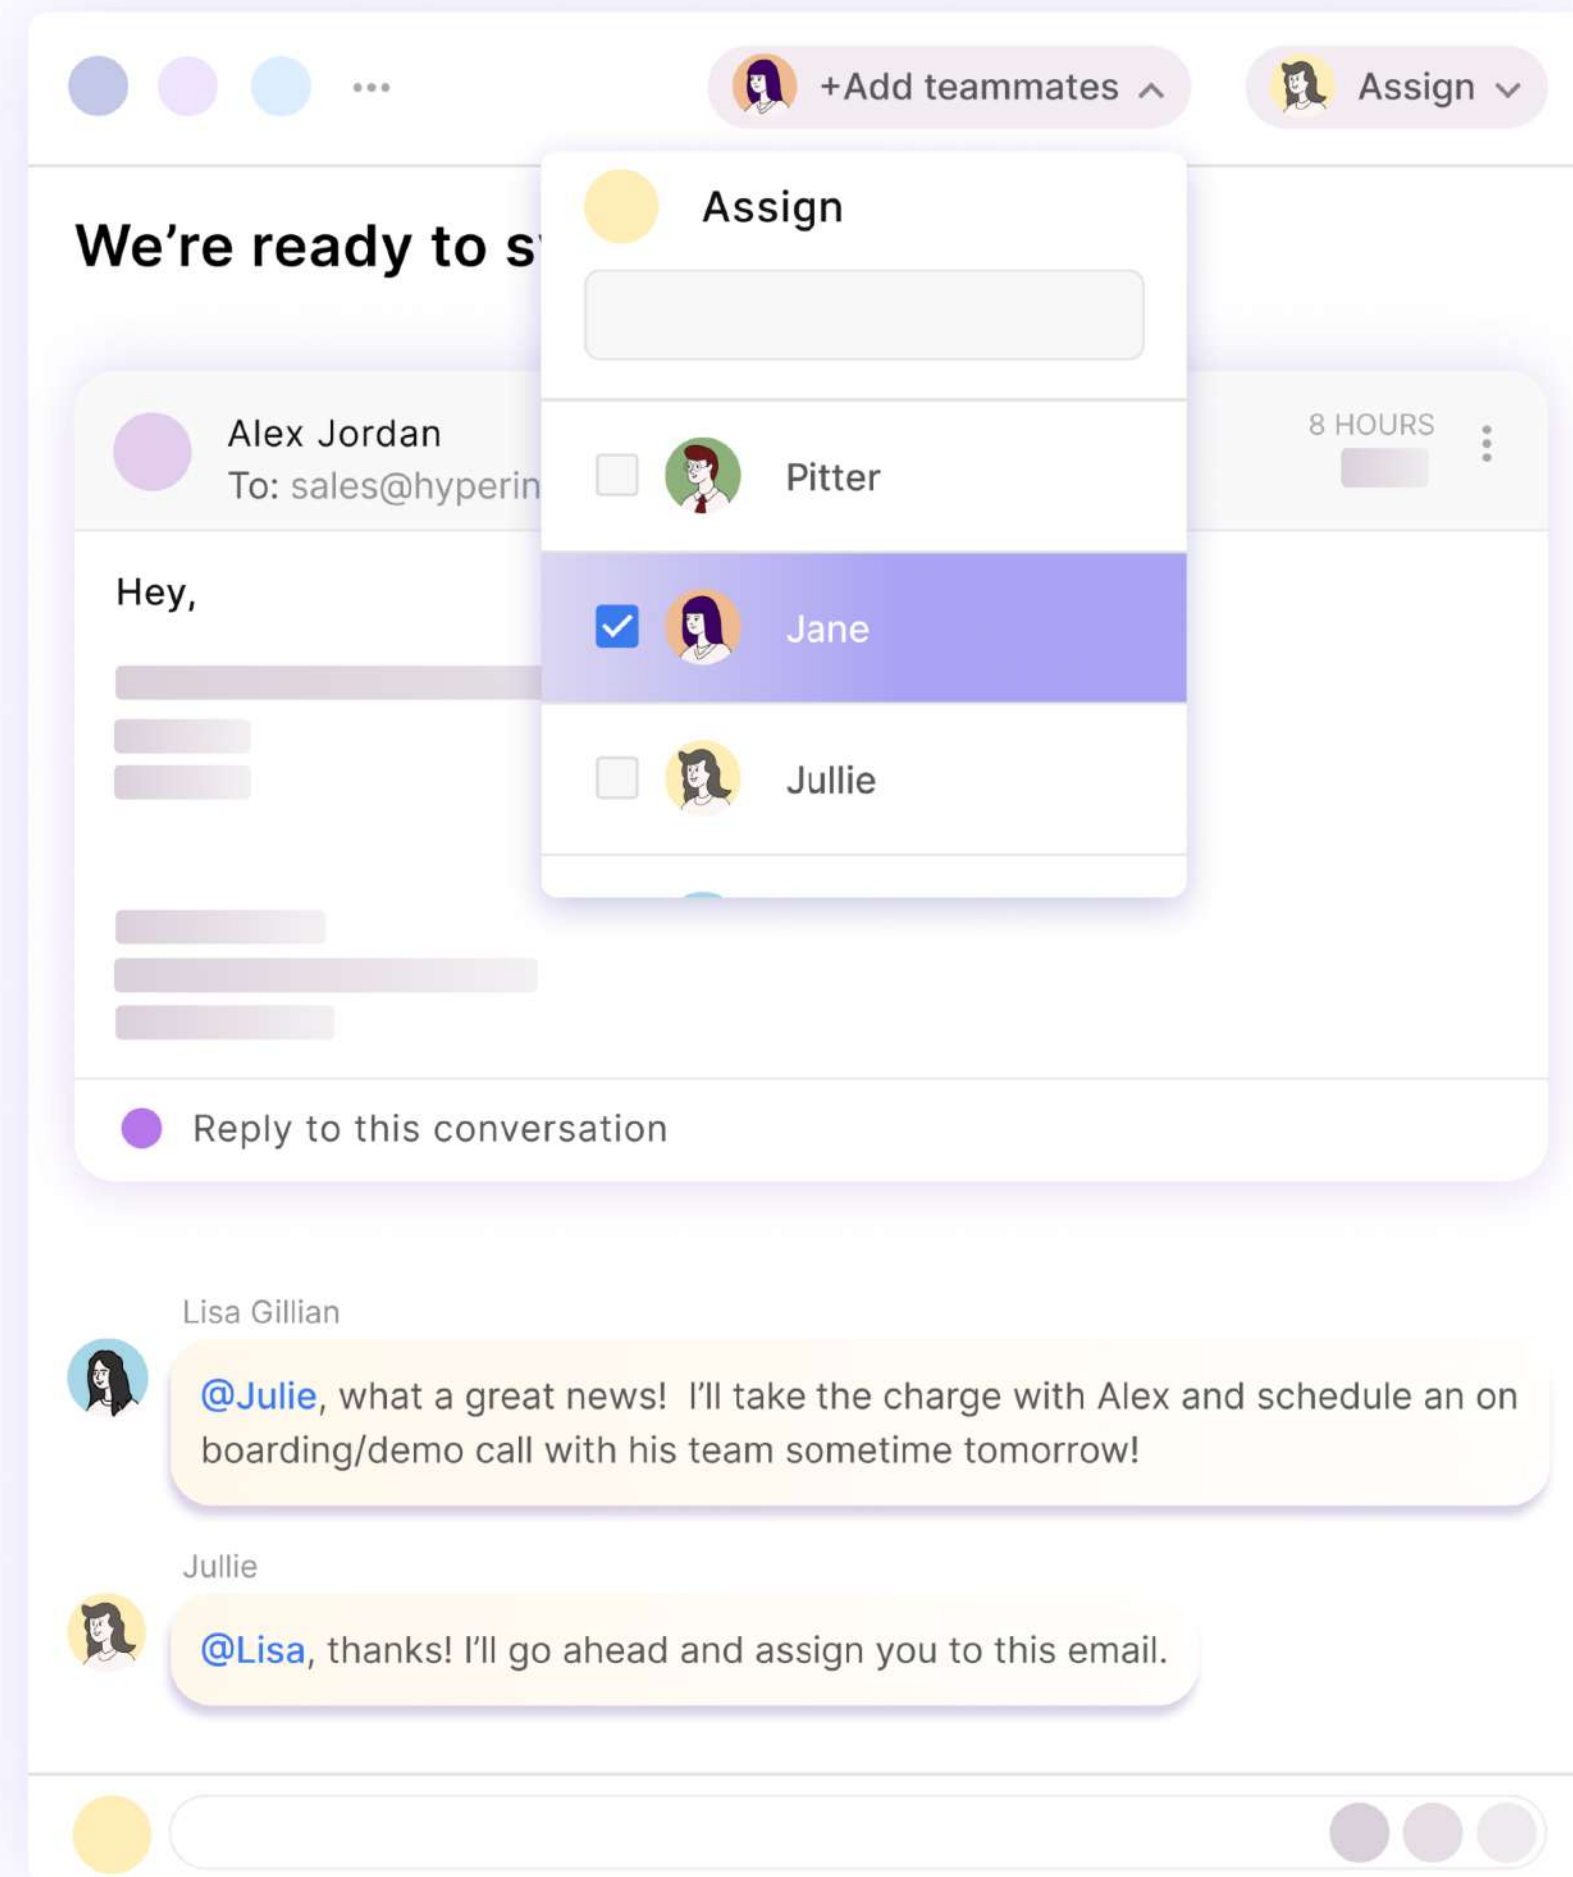 +Add teammates
Assign
We're ready to
Assign
Alex Jordan
To: sales@hyperin
8 HOURS
Pitter
Hey,
Jane
Jullie
Reply to this conversation
Lisa Gillian
@Julie, what a great news!  I'll take the charge with Alex and schedule an on
boarding/demo call with his team sometime tomorrow!
Jullie
@Lisa, thanks! I'll go ahead and assign you to this email.